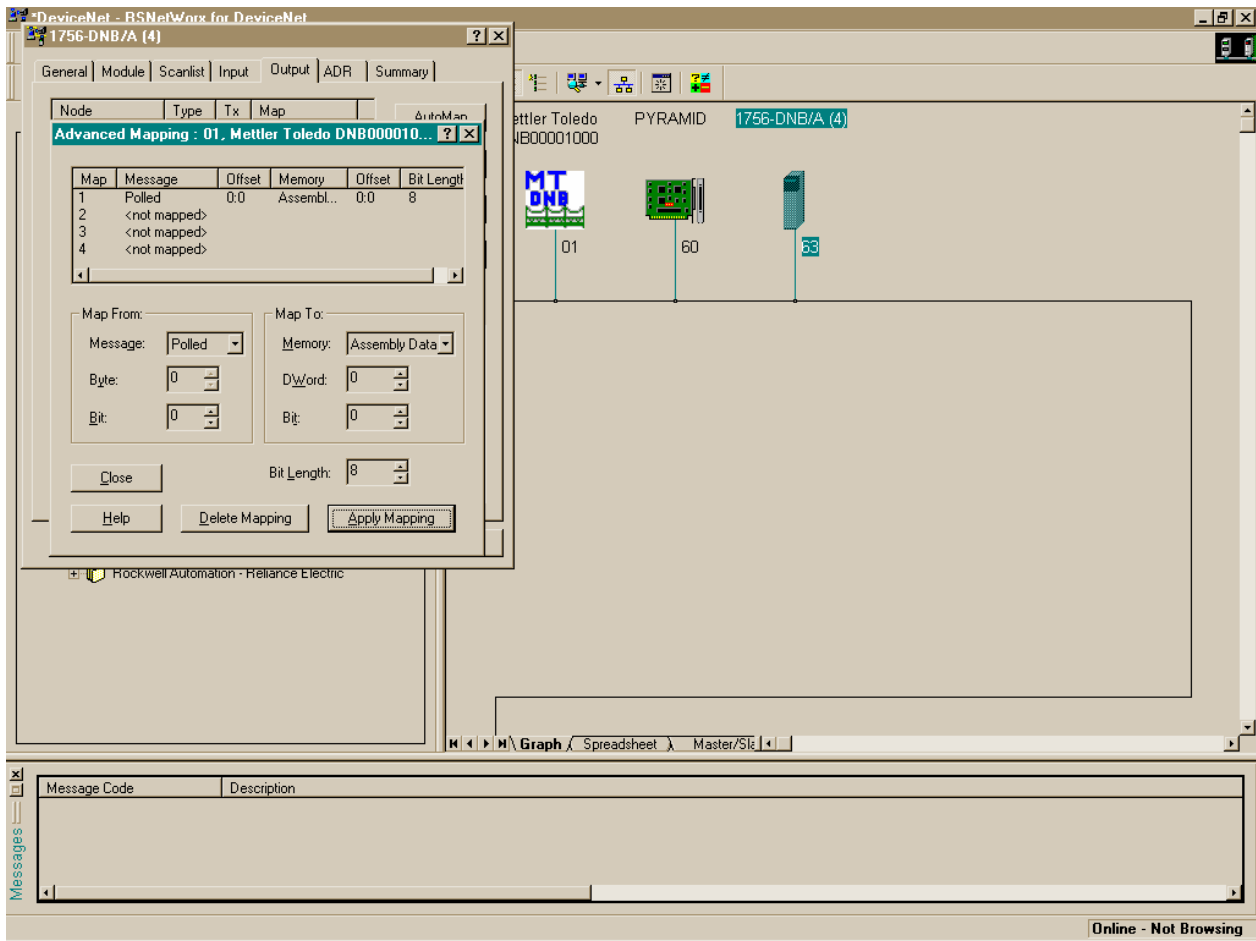 *DeviceNet - RSNetWorx for DeviceNet
1756-DNB/A (4)
General Module Scanlist Input Output ADR Summary
Node Type Tx Map
AutoMap
Advanced Mapping : 01, Mettler Toledo DNB000010...
Map Message Offset Memory Offset Bit Length
1 Polled 0:0 Assembl... 0:0 8
2 <not mapped>
3 <not mapped>
4 <not mapped>
Map From:
Message: Polled
Byte: 0
Bit: 0
Map To:
Memory: Assembly Data
DWord: 0
Bit: 0
Bit Length: 8
Close
Help
Delete Mapping
Apply Mapping
Rockwell Automation - Reliance Electric
ettler Toledo
NB00001000
MT
DNB
01
PYRAMID
60
1756-DNB/A (4)
63
Graph Spreadsheet Master/Sla
Message Code Description
Messages
Online - Not Browsing